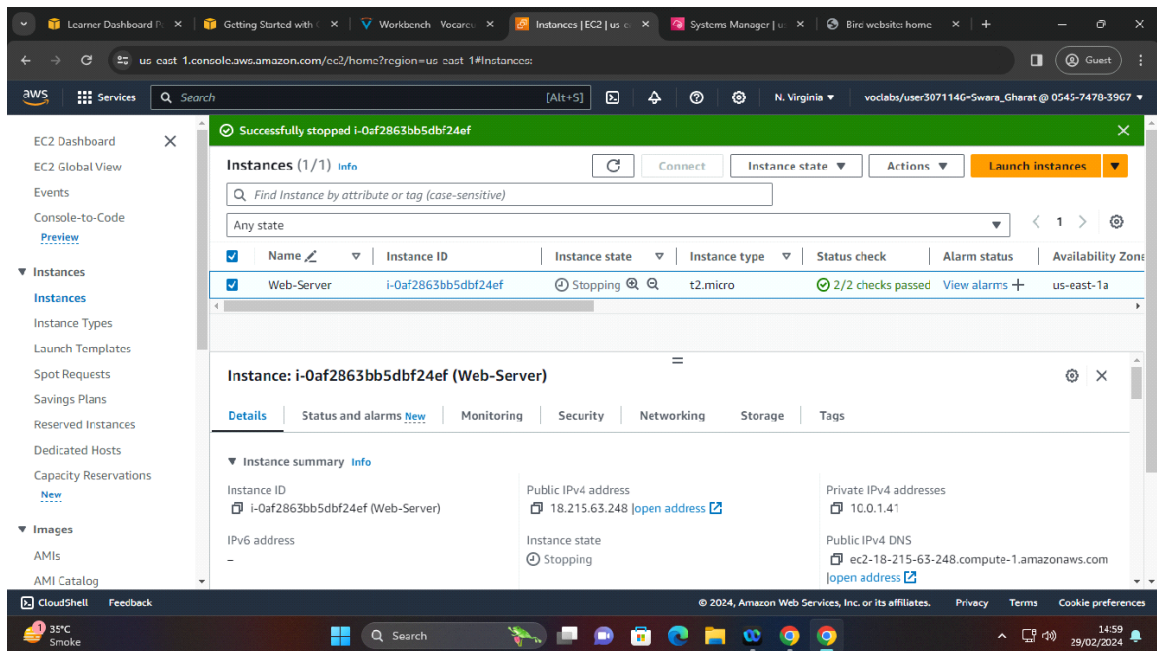 Learner Dashboard P
Getting Started with
Workbench - Vocareu
Instances | EC2 | us-e
Systems Manager | u
Bird website: home
us-east-1.console.aws.amazon.com/ec2/home?region=us-east-1#Instances:
Guest
aws
Services
Search
[Alt+S]
N. Virginia
voclabs/user3071146=Swara_Gharat @ 0545-7478-3967
EC2 Dashboard
EC2 Global View
Events
Console-to-Code
Preview
Instances
Instances
Instance Types
Launch Templates
Spot Requests
Savings Plans
Reserved Instances
Dedicated Hosts
Capacity Reservations
New
Images
AMIs
AMI Catalog
Successfully stopped i-0af2863bb5dbf24ef
Instances (1/1) Info
Connect
Instance state
Actions
Launch instances
Find Instance by attribute or tag (case-sensitive)
Any state
1
Name
Instance ID
Instance state
Instance type
Status check
Alarm status
Availability Zone
Web-Server
i-0af2863bb5dbf24ef
Stopping
t2.micro
2/2 checks passed
View alarms
us-east-1a
Instance: i-0af2863bb5dbf24ef (Web-Server)
Details
Status and alarms New
Monitoring
Security
Networking
Storage
Tags
Instance summary Info
Instance ID
i-0af2863bb5dbf24ef (Web-Server)
Public IPv4 address
18.215.63.248 |open address
Private IPv4 addresses
10.0.1.41
IPv6 address
–
Instance state
Stopping
Public IPv4 DNS
ec2-18-215-63-248.compute-1.amazonaws.com
|open address
CloudShell
Feedback
© 2024, Amazon Web Services, Inc. or its affiliates.
Privacy
Terms
Cookie preferences
1
35°C
Smoke
Search
14:59
29/02/2024